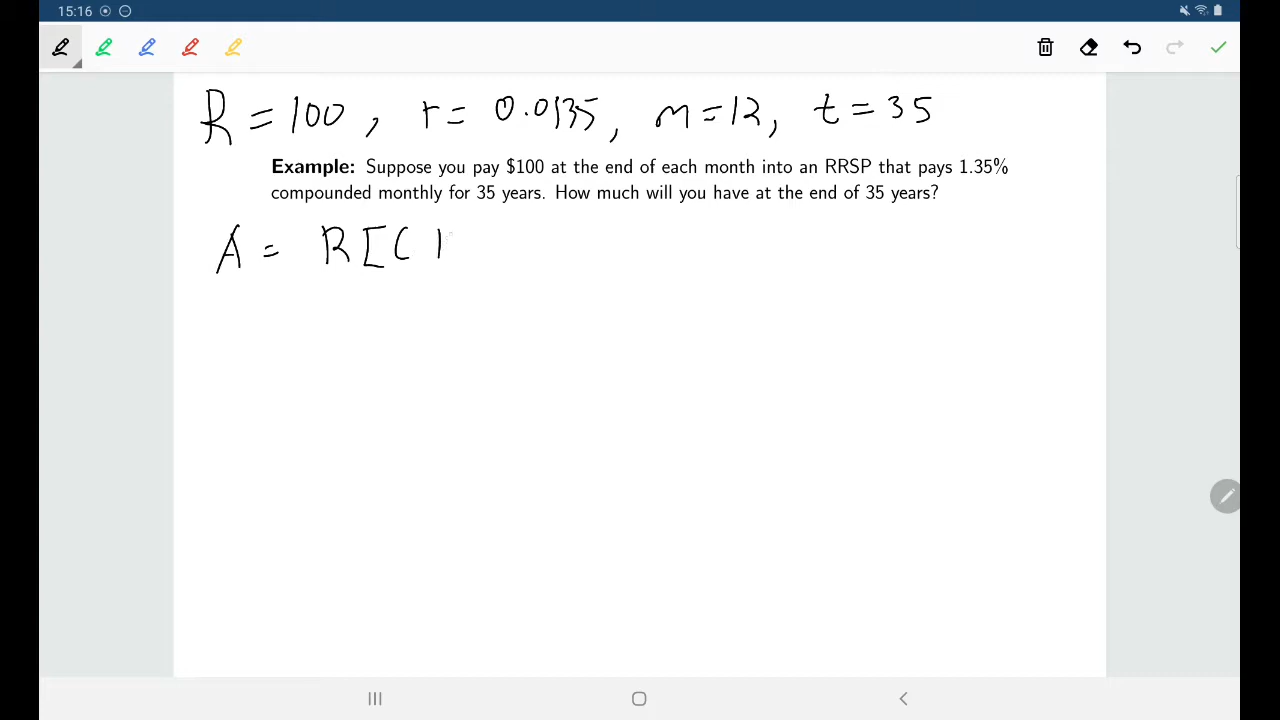 15:16
R = 100 , r = 0.0135 , m = 12 , t = 35
Example: Suppose you pay $100 at the end of each month into an RRSP that pays 1.35%
compounded monthly for 35 years. How much will you have at the end of 35 years?
A = R [ ( 1